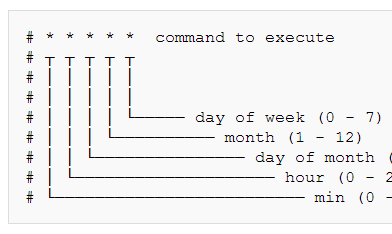 # * * * * *  command to execute
# ┬ ┬ ┬ ┬ ┬
# │ │ │ │ │
# │ │ │ │ │
# │ │ │ │ └───── day of week (0 - 7)
# │ │ │ └────────── month (1 - 12)
# │ │ └─────────────── day of month (
# │ └──────────────────── hour (0 - 2
# └───────────────────────── min (0 -